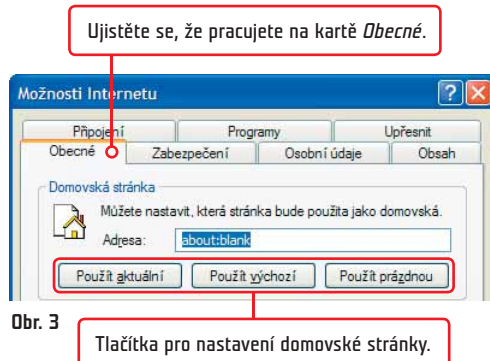 Ujistěte se, že pracujete na kartě Obecné.
Možnosti Internetu
Připojení Programy Upřesnit
Obecné Zabezpečení Osobní údaje Obsah
Domovská stránka
Můžete nastavit, která stránka bude použita jako domovská.
Adresa: about:blank
Použít aktuální Použít výchozí Použít prázdnou
Obr. 3
Tlačítka pro nastavení domovské stránky.